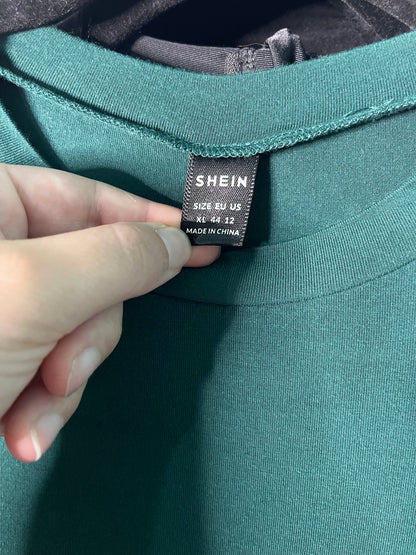 SHEIN
SIZE EU US
XL 44 12
MADE IN CHINA